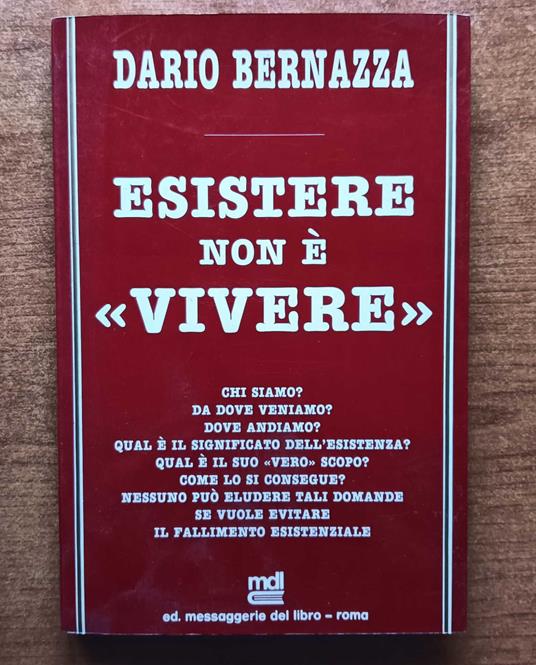 DARIO BERNAZZA
ESISTERE
NON È
«VIVERE»
CHI SIAMO?
DA DOVE VENIAMO?
DOVE ANDIAMO?
QUAL È IL SIGNIFICATO DELL'ESISTENZA?
QUAL È IL SUO «VERO» SCOPO?
COME LO SI CONSEGUE?
NESSUNO PUÒ ELUDERE TALI DOMANDE
SE VUOLE EVITARE
IL FALLIMENTO ESISTENZIALE
mdl
ed. messaggerie del libro – roma